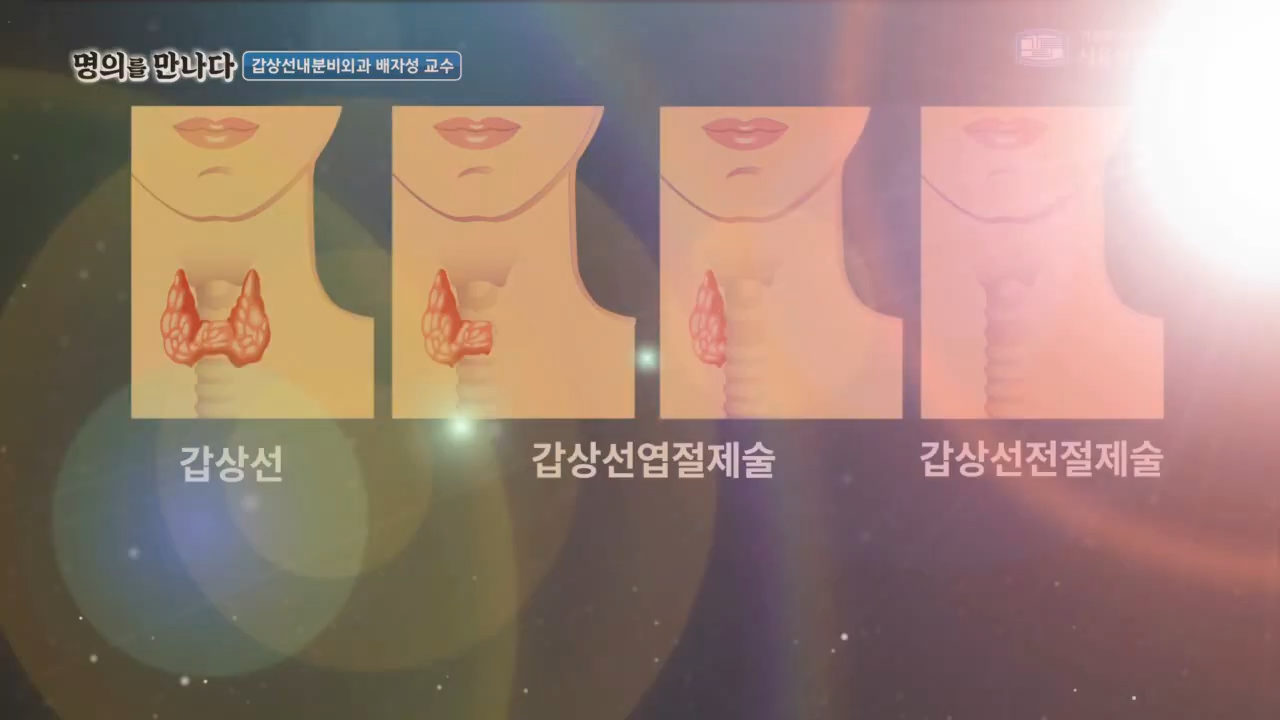 명의를 만나다
갑상선내분비외과 배자성 교수
갑상선
갑상선엽절제술
갑상선전절제술